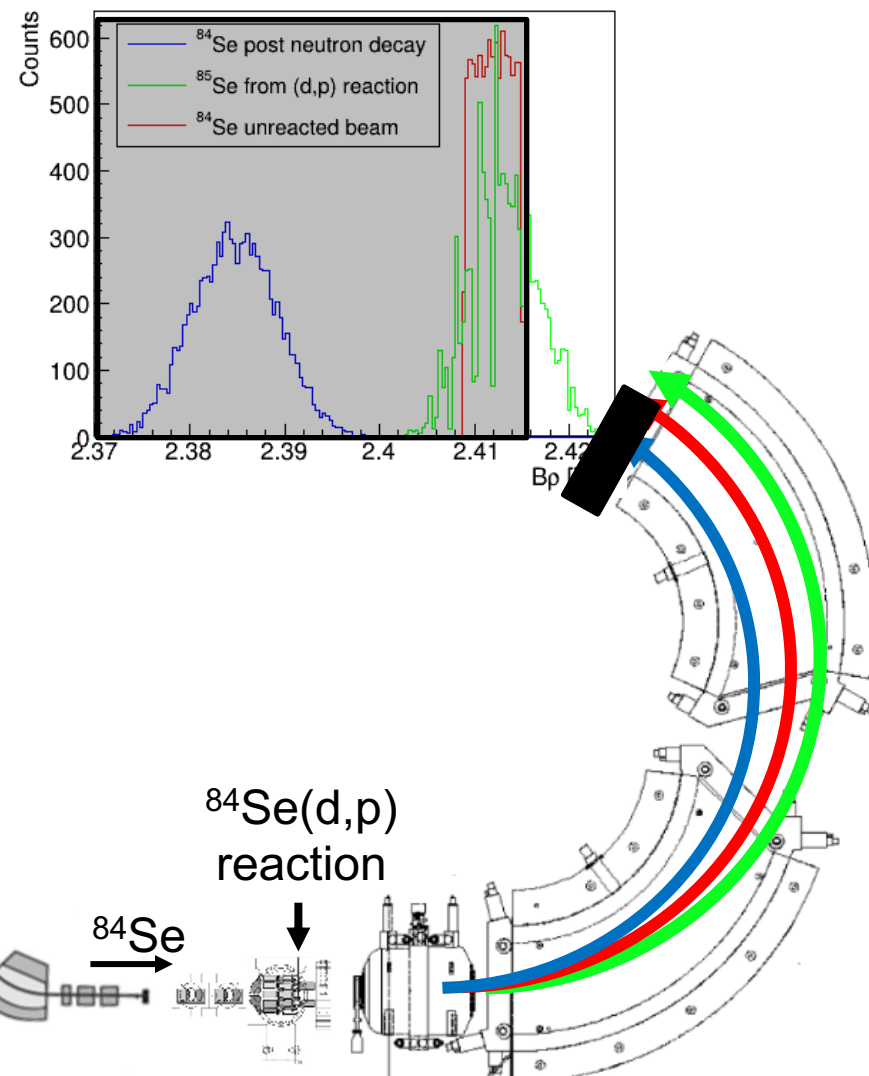 Counts
600
500
400
300
200
100
0
⁸⁴Se post neutron decay
⁸⁵Se from (d,p) reaction
⁸⁴Se unreacted beam
2.37 2.38 2.39 2.4 2.41 2.42
Bρ [
⁸⁴Se(d,p)
reaction
⁸⁴Se